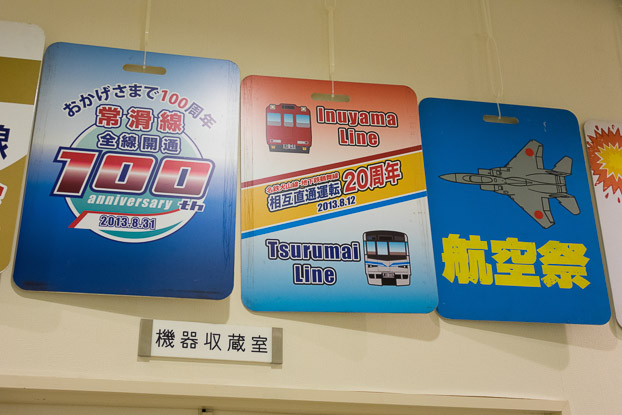 おかげさまで100周年
常滑線
全線開通
100th
anniversary
2013.8.31
Inuyama
Line
名鉄犬山線・地下鉄鶴舞線
相互直通運転 20周年
2013.8.12
Tsurumai
Line
航空祭
機器収蔵室
線